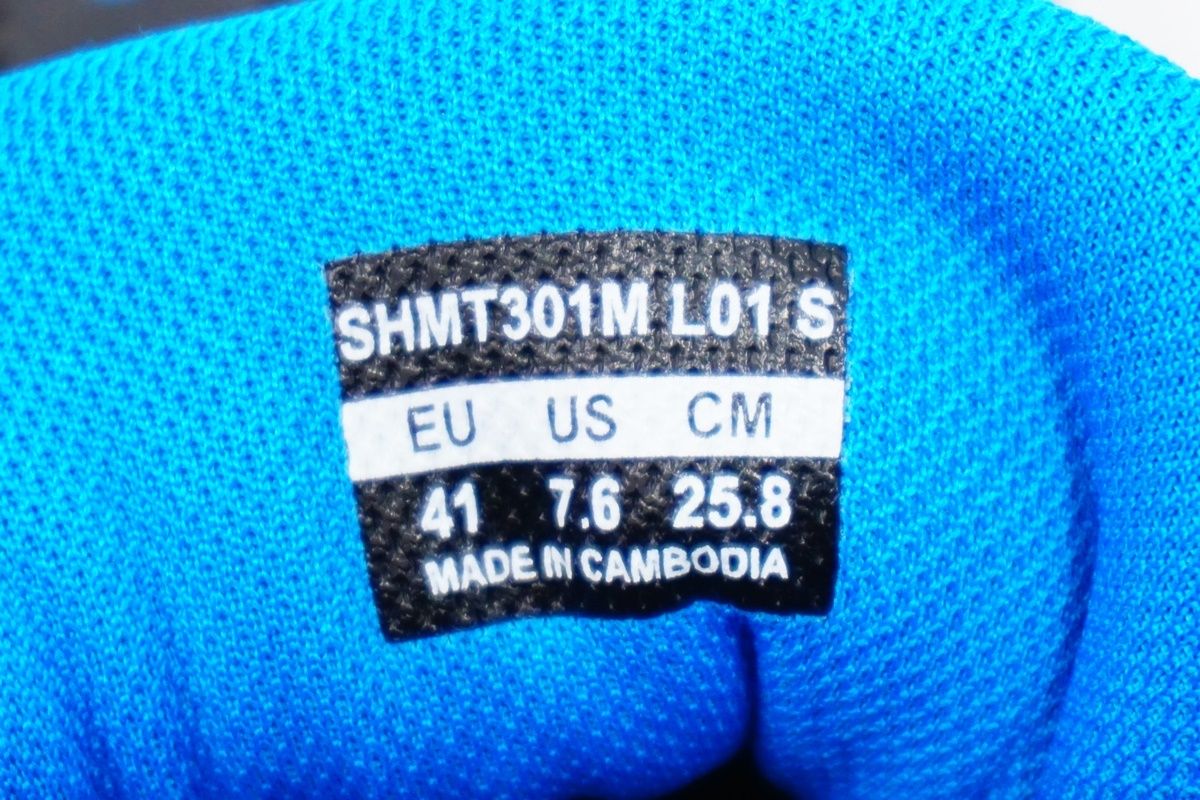 SHMT301M L01 S
EU US CM
41 7.6 25.8
MADE IN CAMBODIA